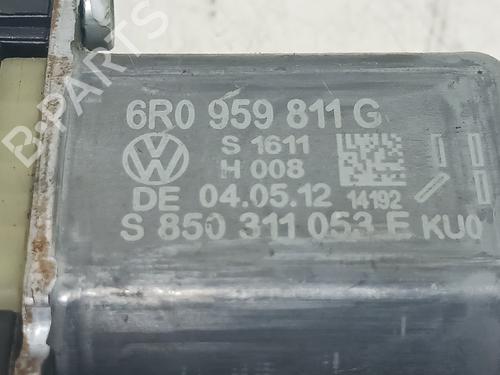 6R0 959 811 G
S 1611
H 008
DE 04.05.12 14192
S 850 311 053 E KU0
B-PARTS